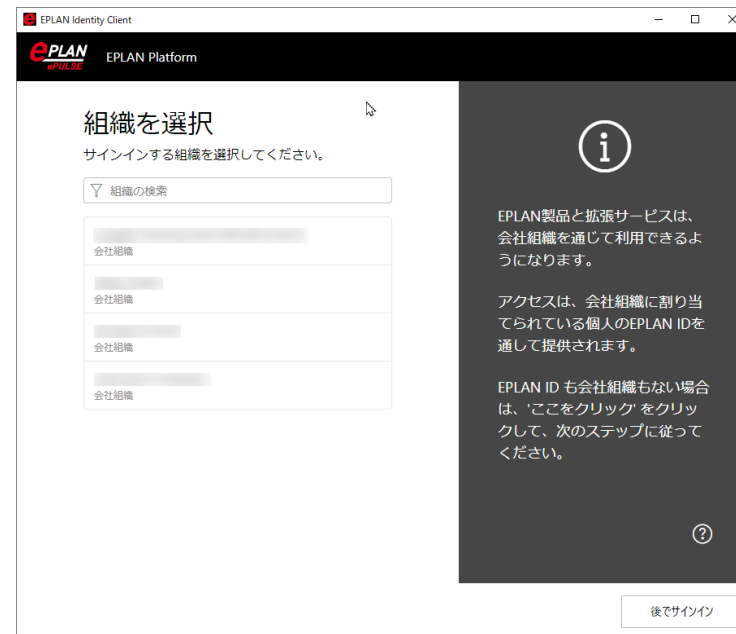 EPLAN Identity Client
ePLAN
ePULSE
EPLAN Platform
組織を選択
サインインする組織を選択してください。
組織の検索
会社組織
会社組織
会社組織
会社組織
i
EPLAN製品と拡張サービスは、
会社組織を通じて利用できるよ
うになります。
アクセスは、会社組織に割り当
てられている個人のEPLAN IDを
通して提供されます。
EPLAN ID も会社組織もない場合
は、'ここをクリック' をクリッ
クして、次のステップに従って
ください。
?
後でサインイン